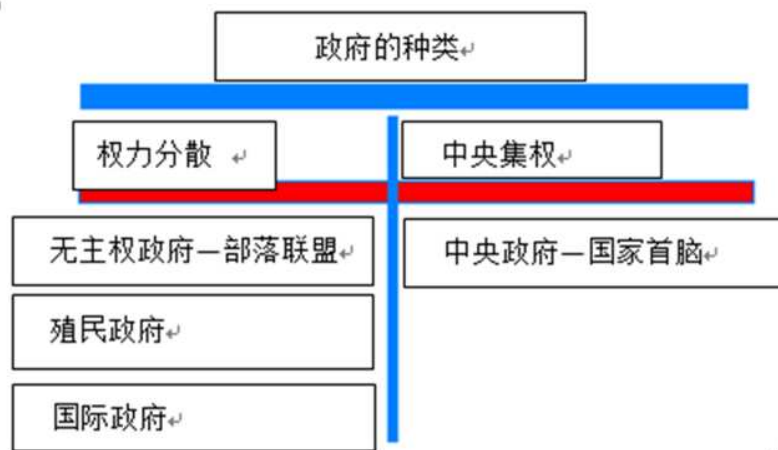 政府的种类
权力分散
中央集权
无主权政府—部落联盟
中央政府—国家首脑
殖民政府
国际政府